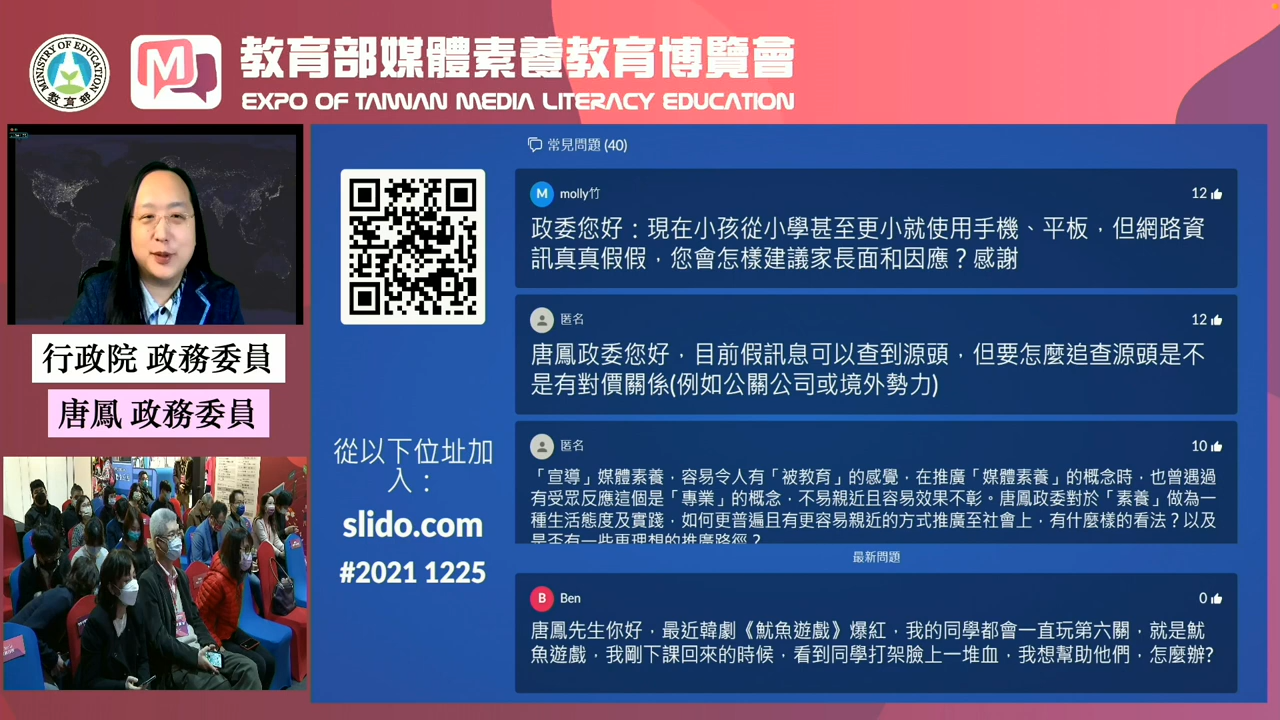 MINISTRY OF EDUCATION
教育部
M
教育部媒體素養教育博覽會
EXPO OF TAIWAN MEDIA LITERACY EDUCATION
行政院 政務委員
唐鳳 政務委員
從以下位址加
入：
slido.com
#2021 1225
常見問題 (40)
M molly竹
12
政委您好：現在小孩從小學甚至更小就使用手機、平板，但網路資
訊真真假假，您會怎樣建議家長面和因應？感謝
匿名
12
唐鳳政委您好，目前假訊息可以查到源頭，但要怎麼追查源頭是不
是有對價關係(例如公關公司或境外勢力)
匿名
10
「宣導」媒體素養，容易令人有「被教育」的感覺，在推廣「媒體素養」的概念時，也曾遇過
有受眾反應這個是「專業」的概念，不易親近且容易效果不彰。唐鳳政委對於「素養」做為一
種生活態度及實踐，如何更普遍且有更容易親近的方式推廣至社會上，有什麼樣的看法？以及
是否有一些更理想的推廣路徑？
最新問題
B Ben
0
唐鳳先生你好，最近韓劇《魷魚遊戲》爆紅，我的同學都會一直玩第六關，就是魷
魚遊戲，我剛下課回來的時候，看到同學打架臉上一堆血，我想幫助他們，怎麼辦?